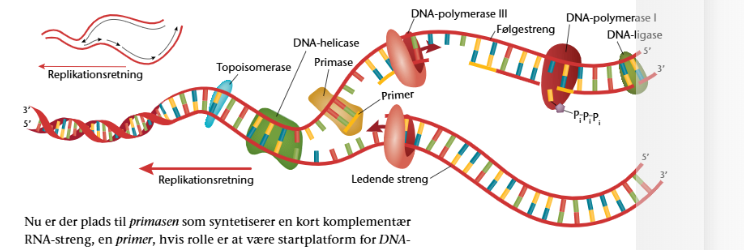 DNA-polymerase III
DNA-polymerase I
Følgestreng
DNA-ligase
DNA-helicase
5’
Primase
3’
Topoisomerase
Replikationsretning
Primer
3’
5’
PiPiPi
5’
3’
Replikationsretning
Ledende streng
Nu er der plads til primasen som syntetiserer en kort komplementær
RNA-streng, en primer, hvis rolle er at være startplatform for DNA-